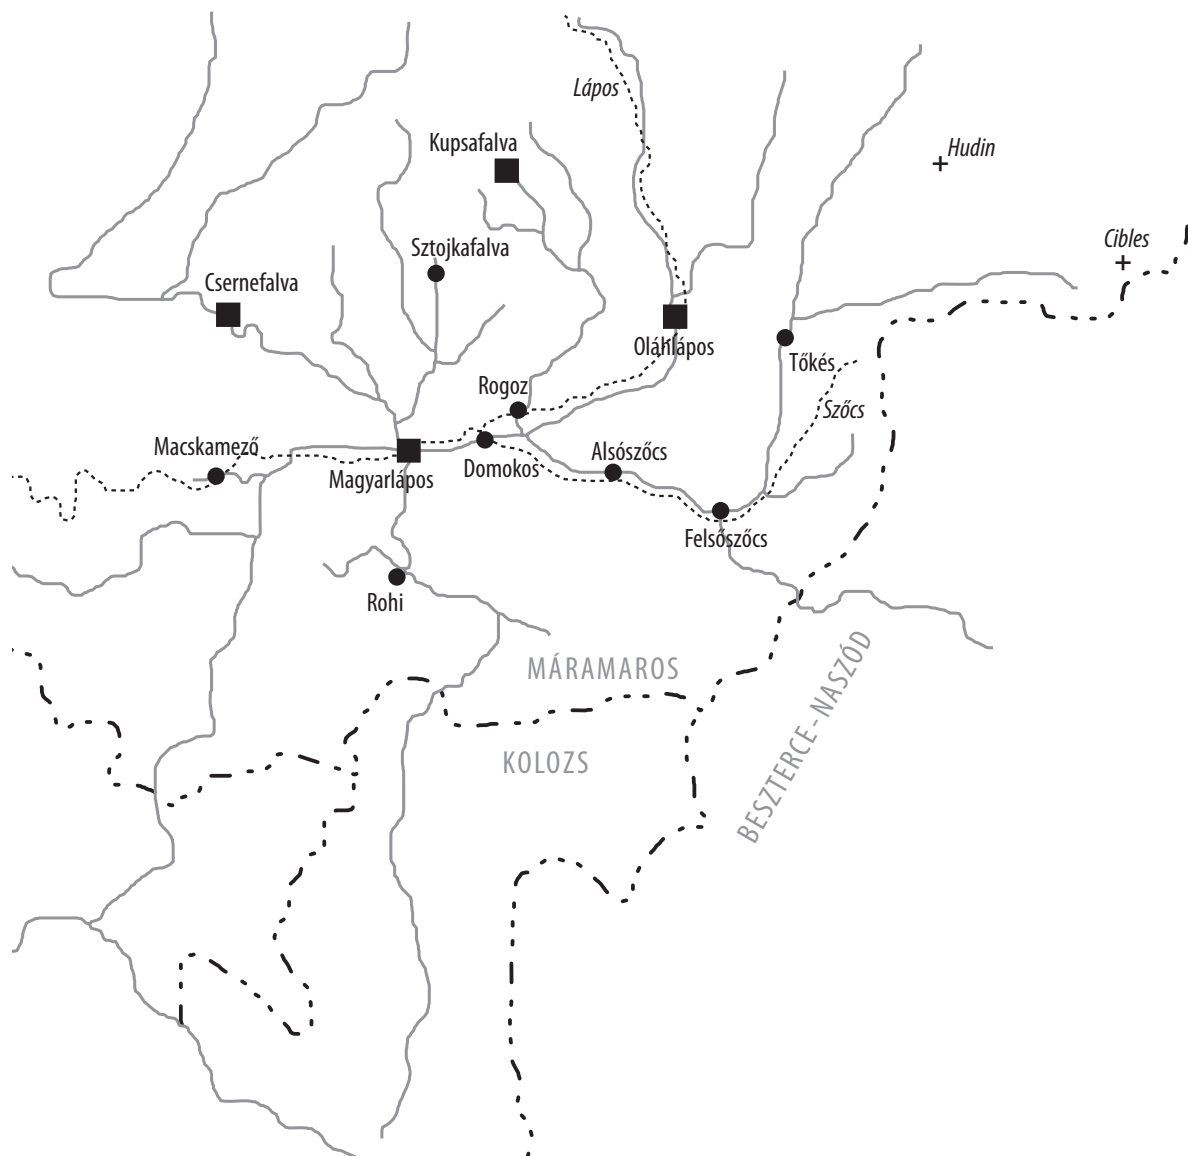 Lápos
Kupsafalva
Hudin
Sztojkafalva
Cibles
Csernefalva
Oláhlápos
Tőkés
Rogoz
Szőcs
Macskamező
Alsószőcs
Domokos
Magyarlápos
Felsőszőcs
Rohi
MÁRAMAROS
BESZTERCE-NASZÓD
KOLOZS